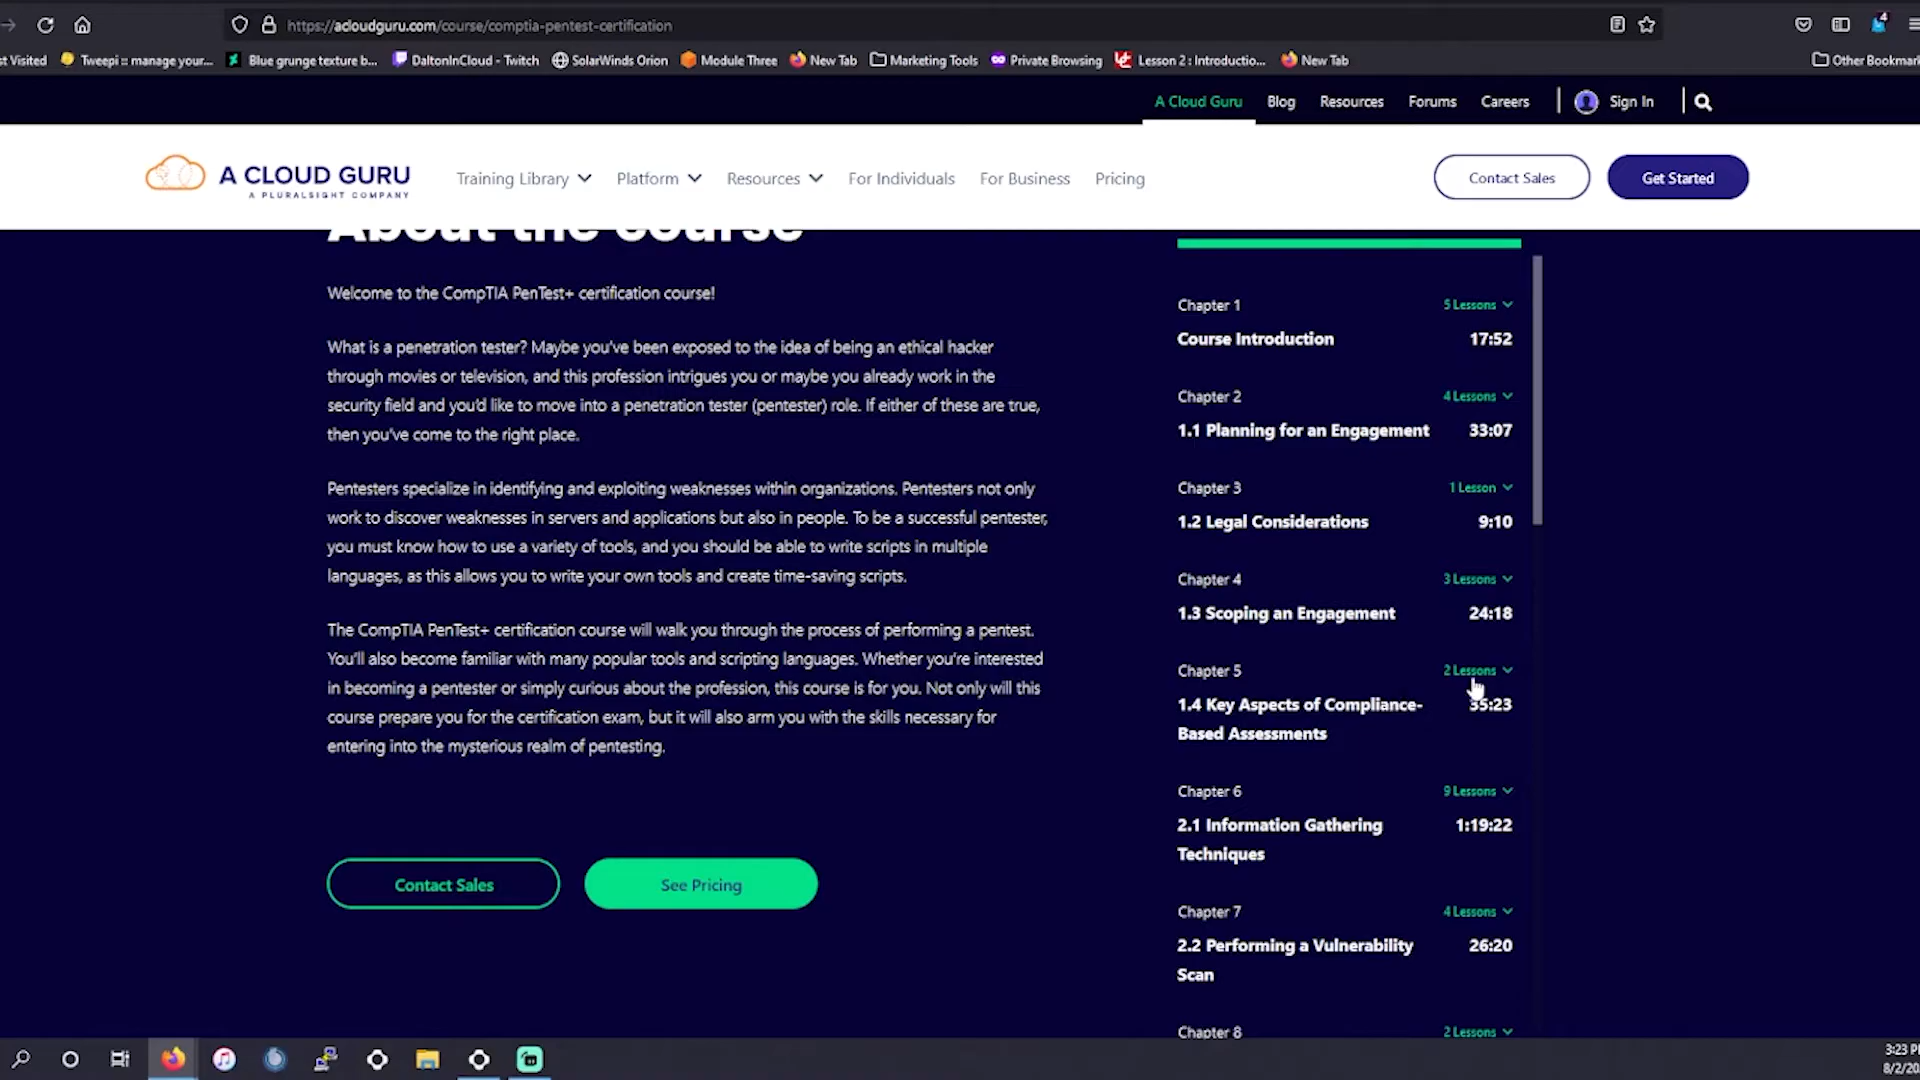 https://acloudguru.com/course/comptia-pentest-certification
4
t Visited
Tweepi :: manage your...
Blue grunge texture b...
DaltonInCloud - Twitch
SolarWinds Orion
Module Three
New Tab
Marketing Tools
Private Browsing
Lesson 2 : Introductio...
New Tab
Other Bookmar
A Cloud Guru
Blog
Resources
Forums
Careers
Sign In
A CLOUD GURU
A PLURALSIGHT COMPANY
Training Library
Platform
Resources
For Individuals
For Business
Pricing
Contact Sales
Get Started
About the course
Welcome to the CompTIA PenTest+ certification course!
What is a penetration tester? Maybe you've been exposed to the idea of being an ethical hacker
through movies or television, and this profession intrigues you or maybe you already work in the
security field and you'd like to move into a penetration tester (pentester) role. If either of these are true,
then you've come to the right place.
Pentesters specialize in identifying and exploiting weaknesses within organizations. Pentesters not only
work to discover weaknesses in servers and applications but also in people. To be a successful pentester,
you must know how to use a variety of tools, and you should be able to write scripts in multiple
languages, as this allows you to write your own tools and create time-saving scripts.
The CompTIA PenTest+ certification course will walk you through the process of performing a pentest.
You'll also become familiar with many popular tools and scripting languages. Whether you're interested
in becoming a pentester or simply curious about the profession, this course is for you. Not only will this
course prepare you for the certification exam, but it will also arm you with the skills necessary for
entering into the mysterious realm of pentesting.
Contact Sales
See Pricing
Chapter 1 5 Lessons
Course Introduction 17:52
Chapter 2 4 Lessons
1.1 Planning for an Engagement 33:07
Chapter 3 1 Lesson
1.2 Legal Considerations 9:10
Chapter 4 3 Lessons
1.3 Scoping an Engagement 24:18
Chapter 5 2 Lessons
1.4 Key Aspects of Compliance- 35:23
Based Assessments
Chapter 6 9 Lessons
2.1 Information Gathering 1:19:22
Techniques
Chapter 7 4 Lessons
2.2 Performing a Vulnerability 26:20
Scan
Chapter 8 2 Lessons
3:23 P
8/2/20